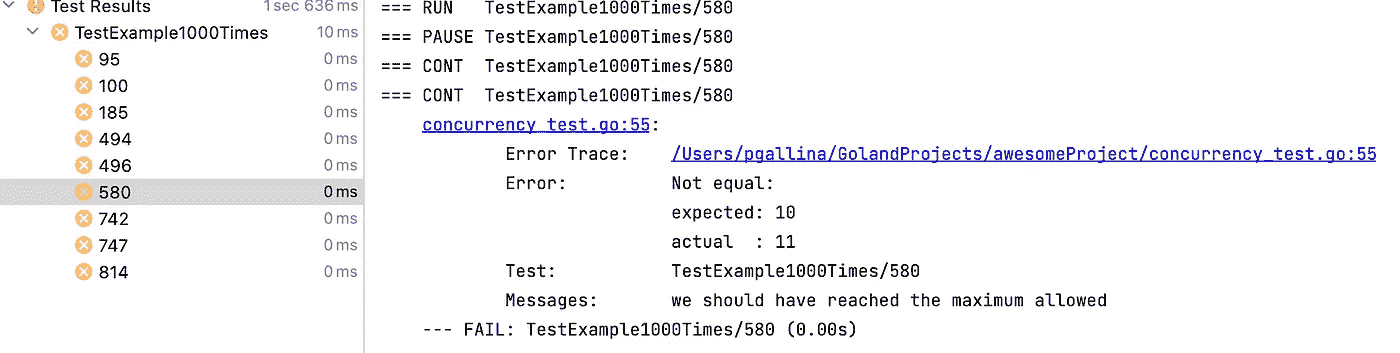 Test Results 1 sec 636 ms
TestExample1000Times 10 ms
95 0 ms
100 0 ms
185 0 ms
494 0 ms
496 0 ms
580 0 ms
742 0 ms
747 0 ms
814 0 ms
=== RUN   TestExample1000Times/580
=== PAUSE TestExample1000Times/580
=== CONT  TestExample1000Times/580
=== CONT  TestExample1000Times/580
concurrency_test.go:55:
Error Trace: /Users/pgallina/GolandProjects/awesomeProject/concurrency_test.go:55
Error: Not equal:
expected: 10
actual  : 11
Test: TestExample1000Times/580
Messages: we should have reached the maximum allowed
--- FAIL: TestExample1000Times/580 (0.00s)